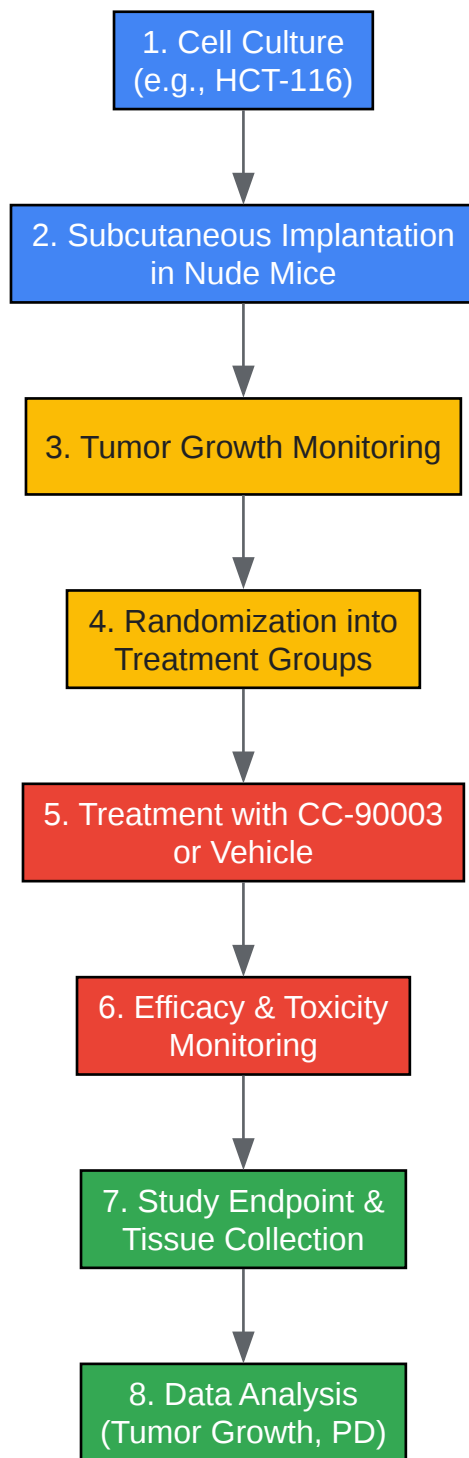 1. Cell Culture
(e.g., HCT-116)
2. Subcutaneous Implantation
in Nude Mice
3. Tumor Growth Monitoring
4. Randomization into
Treatment Groups
5. Treatment with CC-90003
or Vehicle
6. Efficacy & Toxicity
Monitoring
7. Study Endpoint &
Tissue Collection
8. Data Analysis
(Tumor Growth, PD)